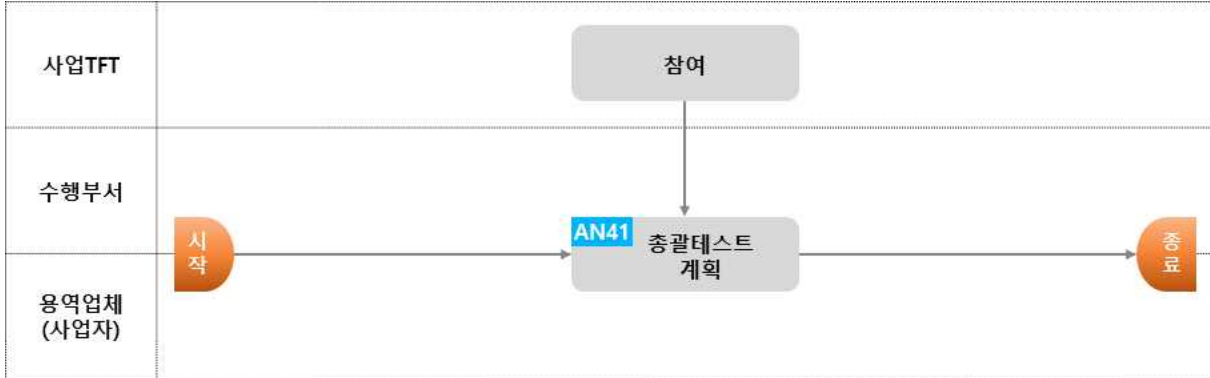 사업TFT
참여
수행부서
시
작
AN41
총괄테스트
계획
종
료
용역업체
(사업자)